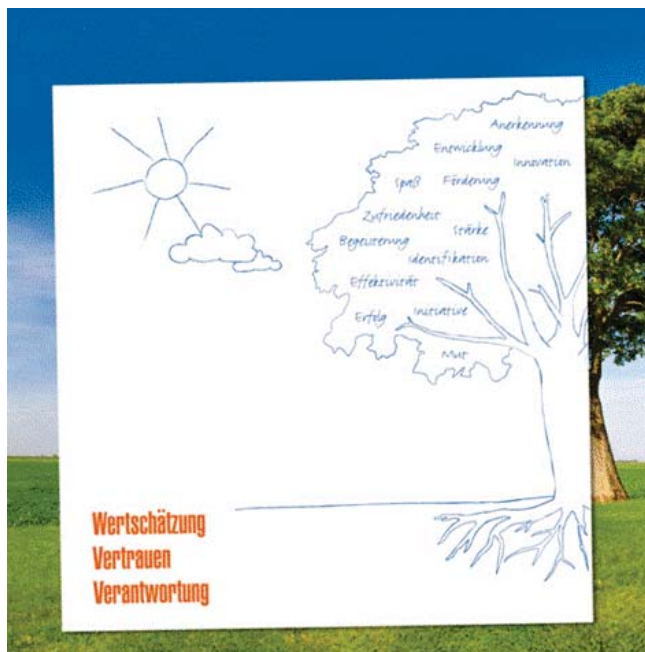 Anerkennung
Entwicklung
Innovation
Spaß Förderung
Zufriedenheit
Stärke
Begeisterung
Identifikation
Effektivität
Initiative
Erfolg
Mut
Wertschätzung
Vertrauen
Verantwortung